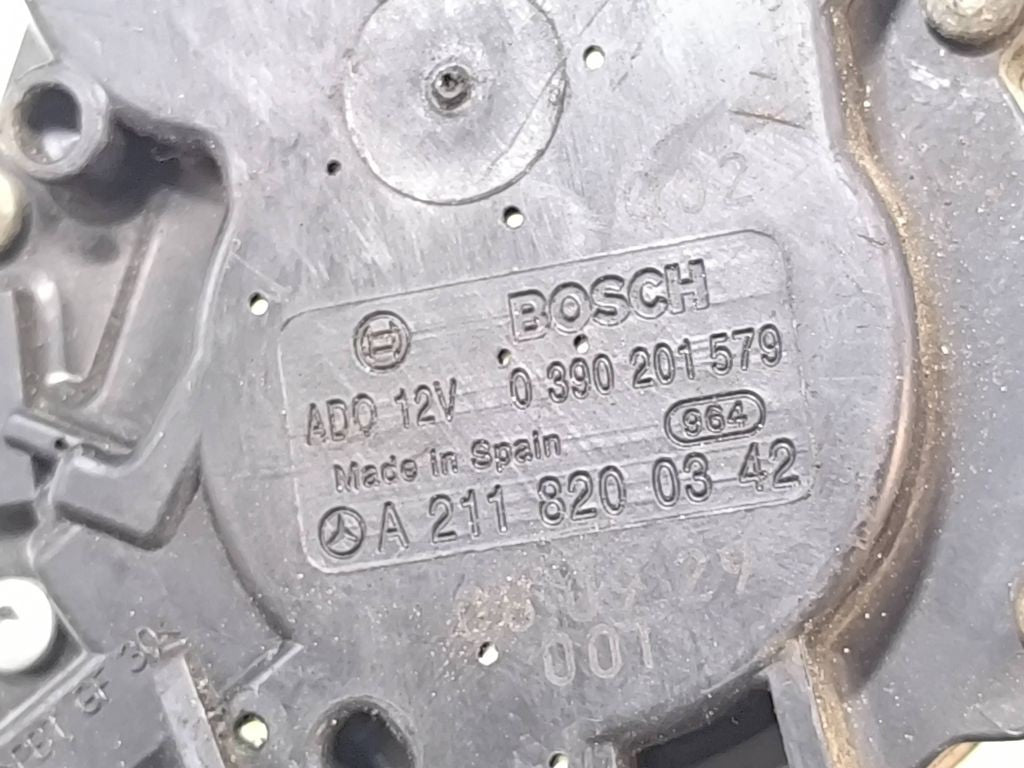 BOSCH
ADO 12V 0 390 201 579
Made in Spain 964
A 211 820 03 42
001